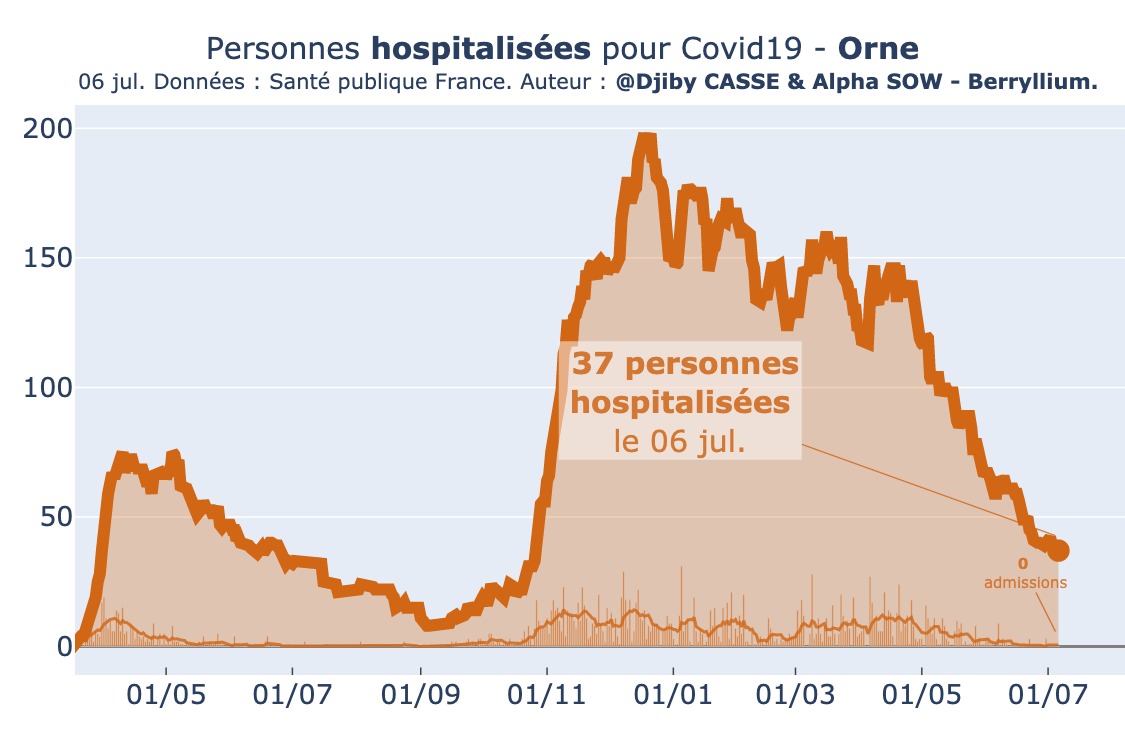 Personnes hospitalisées pour Covid19 - Orne
06 jul. Données : Santé publique France. Auteur : @Djiby CASSE & Alpha SOW - Berryllium.
200
150
100
50
0
37 personnes
hospitalisées
le 06 jul.
0
admissions
01/05
01/07
01/09
01/11
01/01
01/03
01/05
01/07